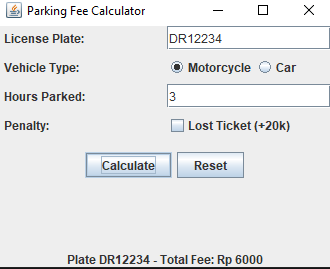 Parking Fee Calculator
License Plate: DR12234
Vehicle Type: Motorcycle Car
Hours Parked: 3
Penalty: Lost Ticket (+20k)
Calculate Reset
Plate DR12234 - Total Fee: Rp 6000